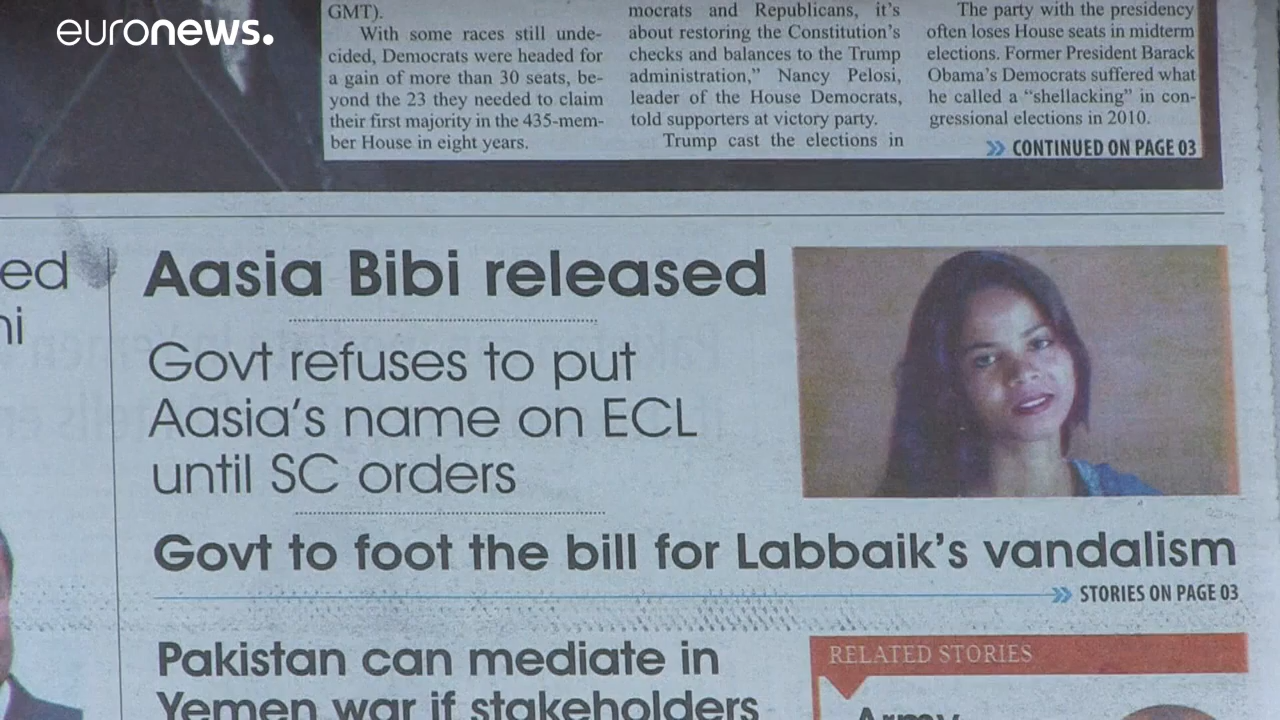 euronews.
GMT).
With some races still unde-
cided, Democrats were headed for
a gain of more than 30 seats, be-
yond the 23 they needed to claim
their first majority in the 435-mem-
ber House in eight years.
mocrats and Republicans, it's
about restoring the Constitution's
checks and balances to the Trump
administration,” Nancy Pelosi,
leader of the House Democrats,
told supporters at victory party.
Trump cast the elections in
The party with the presidency
often loses House seats in midterm
elections. Former President Barack
Obama's Democrats suffered what
he called a “shellacking” in con-
gressional elections in 2010.
CONTINUED ON PAGE 03
ed
ni
Aasia Bibi released
Govt refuses to put
Aasia's name on ECL
until SC orders
Govt to foot the bill for Labbaik's vandalism
STORIES ON PAGE 03
Pakistan can mediate in
Yemen war if stakeholders
RELATED STORIES
Army